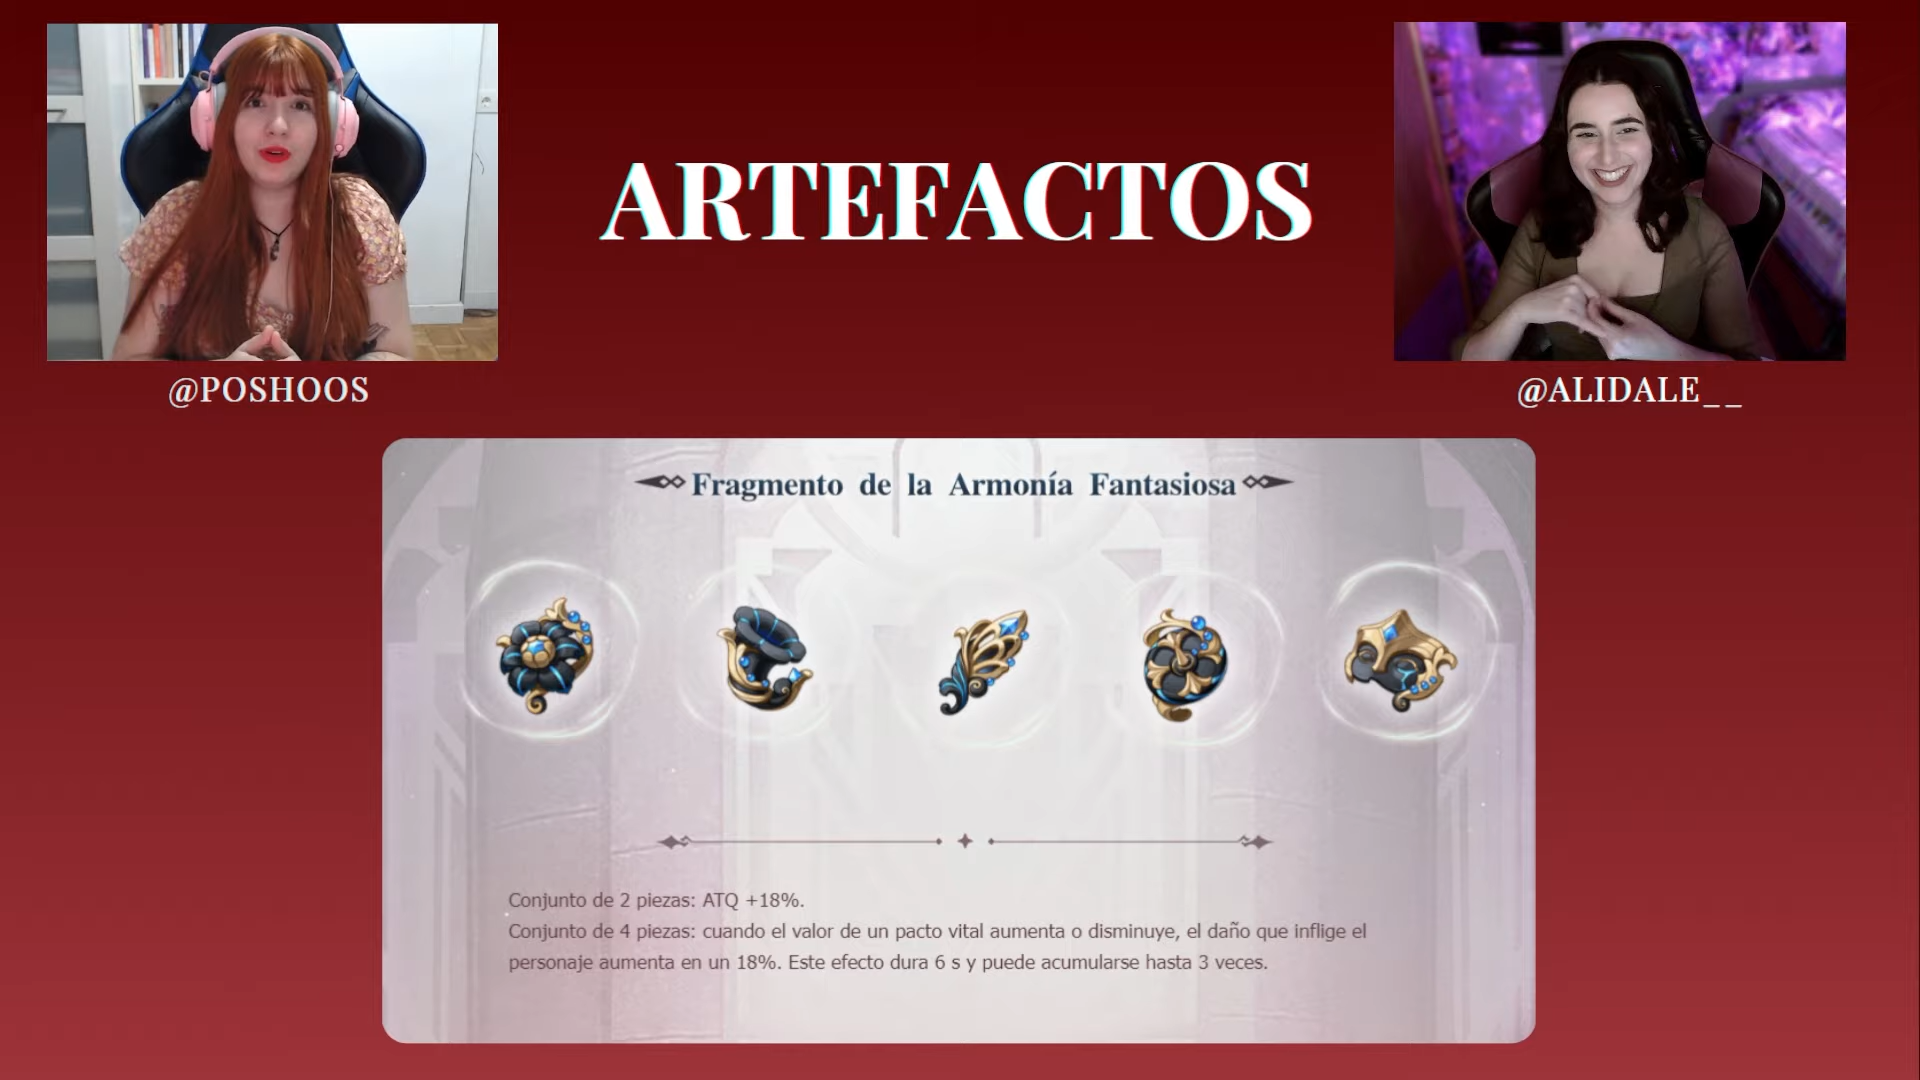 ARTEFACTOS
@POSHOOS
@ALIDALE__
Fragmento de la Armonía Fantasiosa
Conjunto de 2 piezas: ATQ +18%.
Conjunto de 4 piezas: cuando el valor de un pacto vital aumenta o disminuye, el daño que inflige el
personaje aumenta en un 18%. Este efecto dura 6 s y puede acumularse hasta 3 veces.